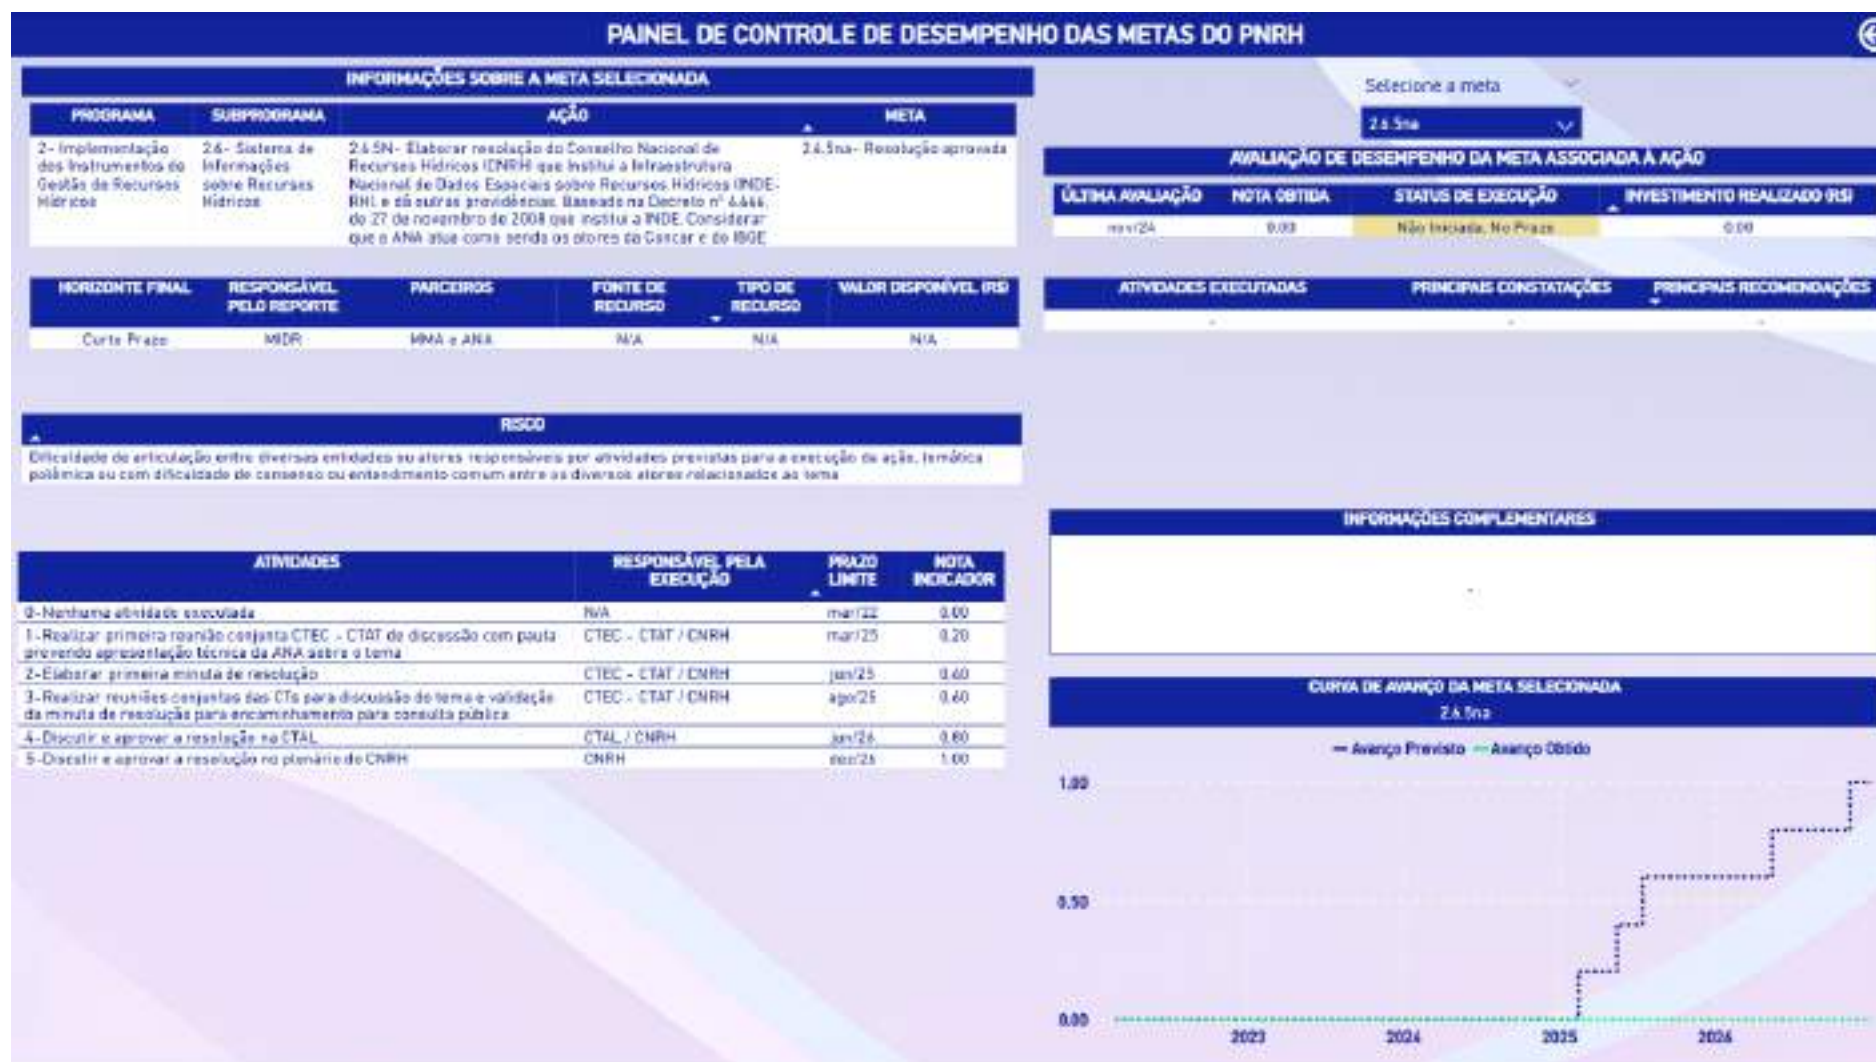 PAINEL DE CONTROLE DE DESEMPENHO DAS METAS DO PNRH
INFORMAÇÕES SOBRE A META SELECIONADA
PROGRAMA SUBPROGRAMA AÇÃO META
2- Implementação dos Instrumentos de Gestão de Recursos Hídricos
2.6- Sistema de Informações sobre Recursos Hídricos
2.6.5N- Elaborar resolução do Conselho Nacional de
Recursos Hídricos (CNRH) que institui a Infraestrutura
Nacional de Dados Espaciais sobre Recursos Hídricos (INDE-
RH), e dá outras providências. Baseado no Decreto nº 6.666,
de 27 de novembro de 2008 que institui a INDE. Considerar
que a ANA atue como sendo os atores da Concar e do IBGE
2.6.5na- Resolução aprovada
HORIZONTE FINAL RESPONSÁVEL PELO REPORTE PARCEIROS FONTE DE RECURSO TIPO DE RECURSO VALOR DISPONÍVEL (R$)
Curto Prazo MIDR MMA e ANA N/A N/A N/A
RISCO
Dificuldade de articulação entre diversas entidades ou atores responsáveis por atividades previstas para a execução da ação, temática
polêmica ou com dificuldade de consenso ou entendimento comum entre os diversos atores relacionados ao tema
ATIVIDADES RESPONSÁVEL PELA EXECUÇÃO PRAZO LIMITE NOTA INDICADOR
0-Nenhuma atividade executada N/A mar/22 0.00
1-Realizar primeira reunião conjunta CTEC - CTAT de discussão com pauta CTEC - CTAT / CNRH mar/25 0.20
prevendo apresentação técnica da ANA sobre o tema
2-Elaborar primeira minuta de resolução CTEC - CTAT / CNRH jun/25 0.40
3-Realizar reuniões conjuntas das CTs para discussão do tema e validação CTEC - CTAT / CNRH ago/25 0.60
da minuta de resolução para encaminhamento para consulta pública
4-Discutir e aprovar a resolução na CTAL CTAL / CNRH jun/26 0.80
5-Discutir e aprovar a resolução no plenário do CNRH CNRH dez/26 1.00
Selecione a meta
2.6.5na
AVALIAÇÃO DE DESEMPENHO DA META ASSOCIADA À AÇÃO
ÚLTIMA AVALIAÇÃO NOTA OBTIDA STATUS DE EXECUÇÃO INVESTIMENTO REALIZADO (R$)
nov/24 0.00 Não Iniciada, No Prazo 0.00
ATIVIDADES EXECUTADAS PRINCIPAIS CONSTATAÇÕES PRINCIPAIS RECOMENDAÇÕES
- - -
INFORMAÇÕES COMPLEMENTARES
-
CURVA DE AVANÇO DA META SELECIONADA
2.6.5na
Avanço Previsto Avanço Obtido
1.00
0.50
0.00
2023 2024 2025 2026